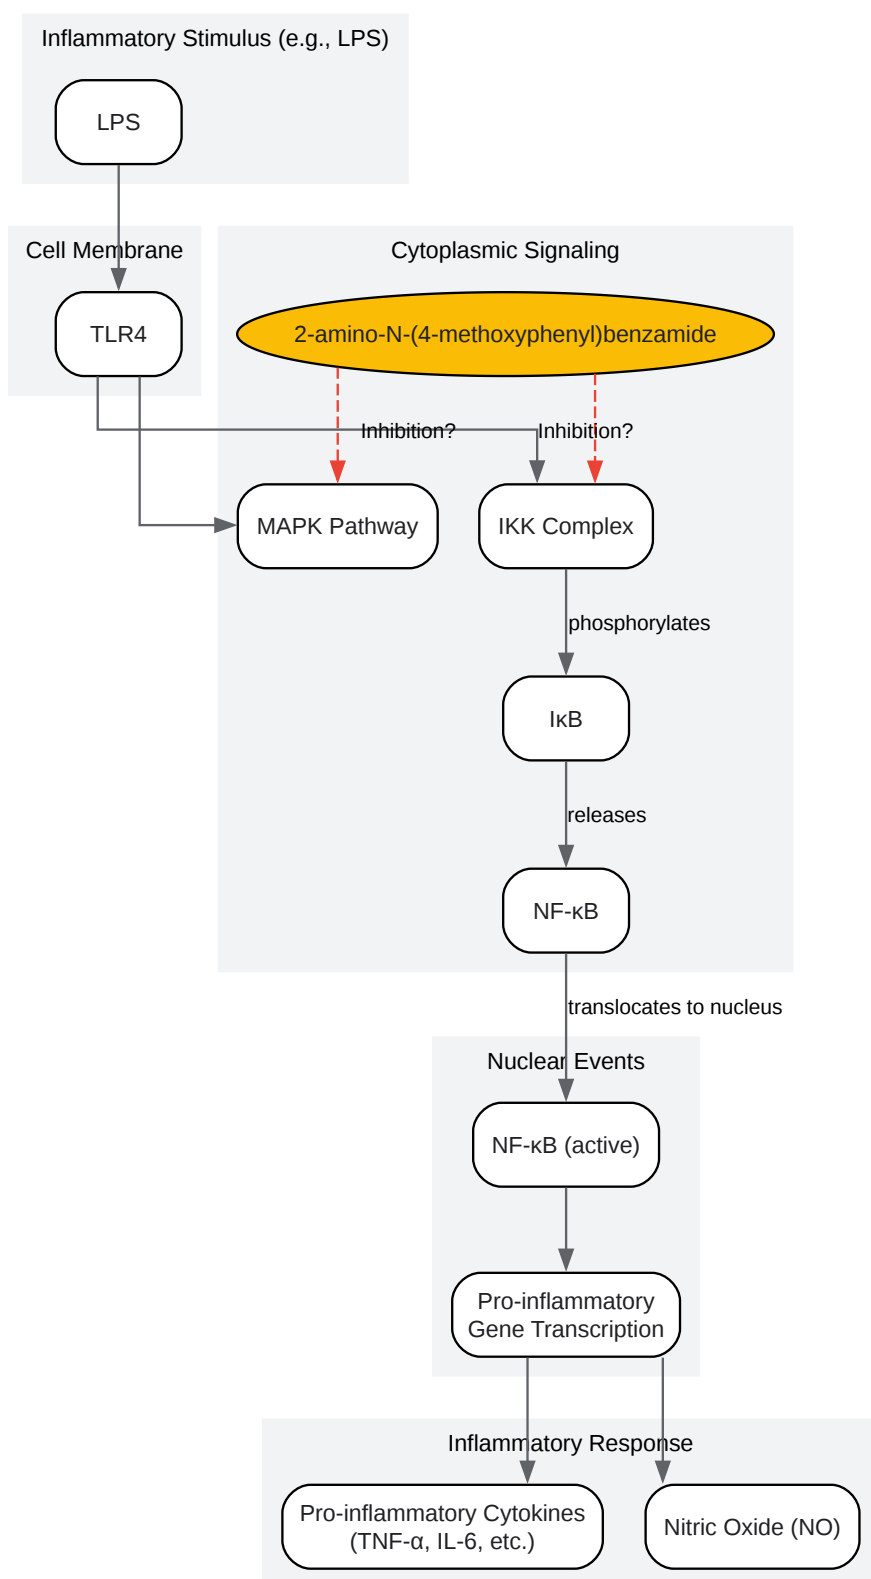 Inflammatory Stimulus (e.g., LPS)
LPS
Cell Membrane
TLR4
Cytoplasmic Signaling
2-amino-N-(4-methoxyphenyl)benzamide
Inhibition?
Inhibition?
MAPK Pathway
IKK Complex
phosphorylates
IκB
releases
NF-κB
translocates to nucleus
Nuclear Events
NF-κB (active)
Pro-inflammatory
Gene Transcription
Inflammatory Response
Pro-inflammatory Cytokines
(TNF-α, IL-6, etc.)
Nitric Oxide (NO)